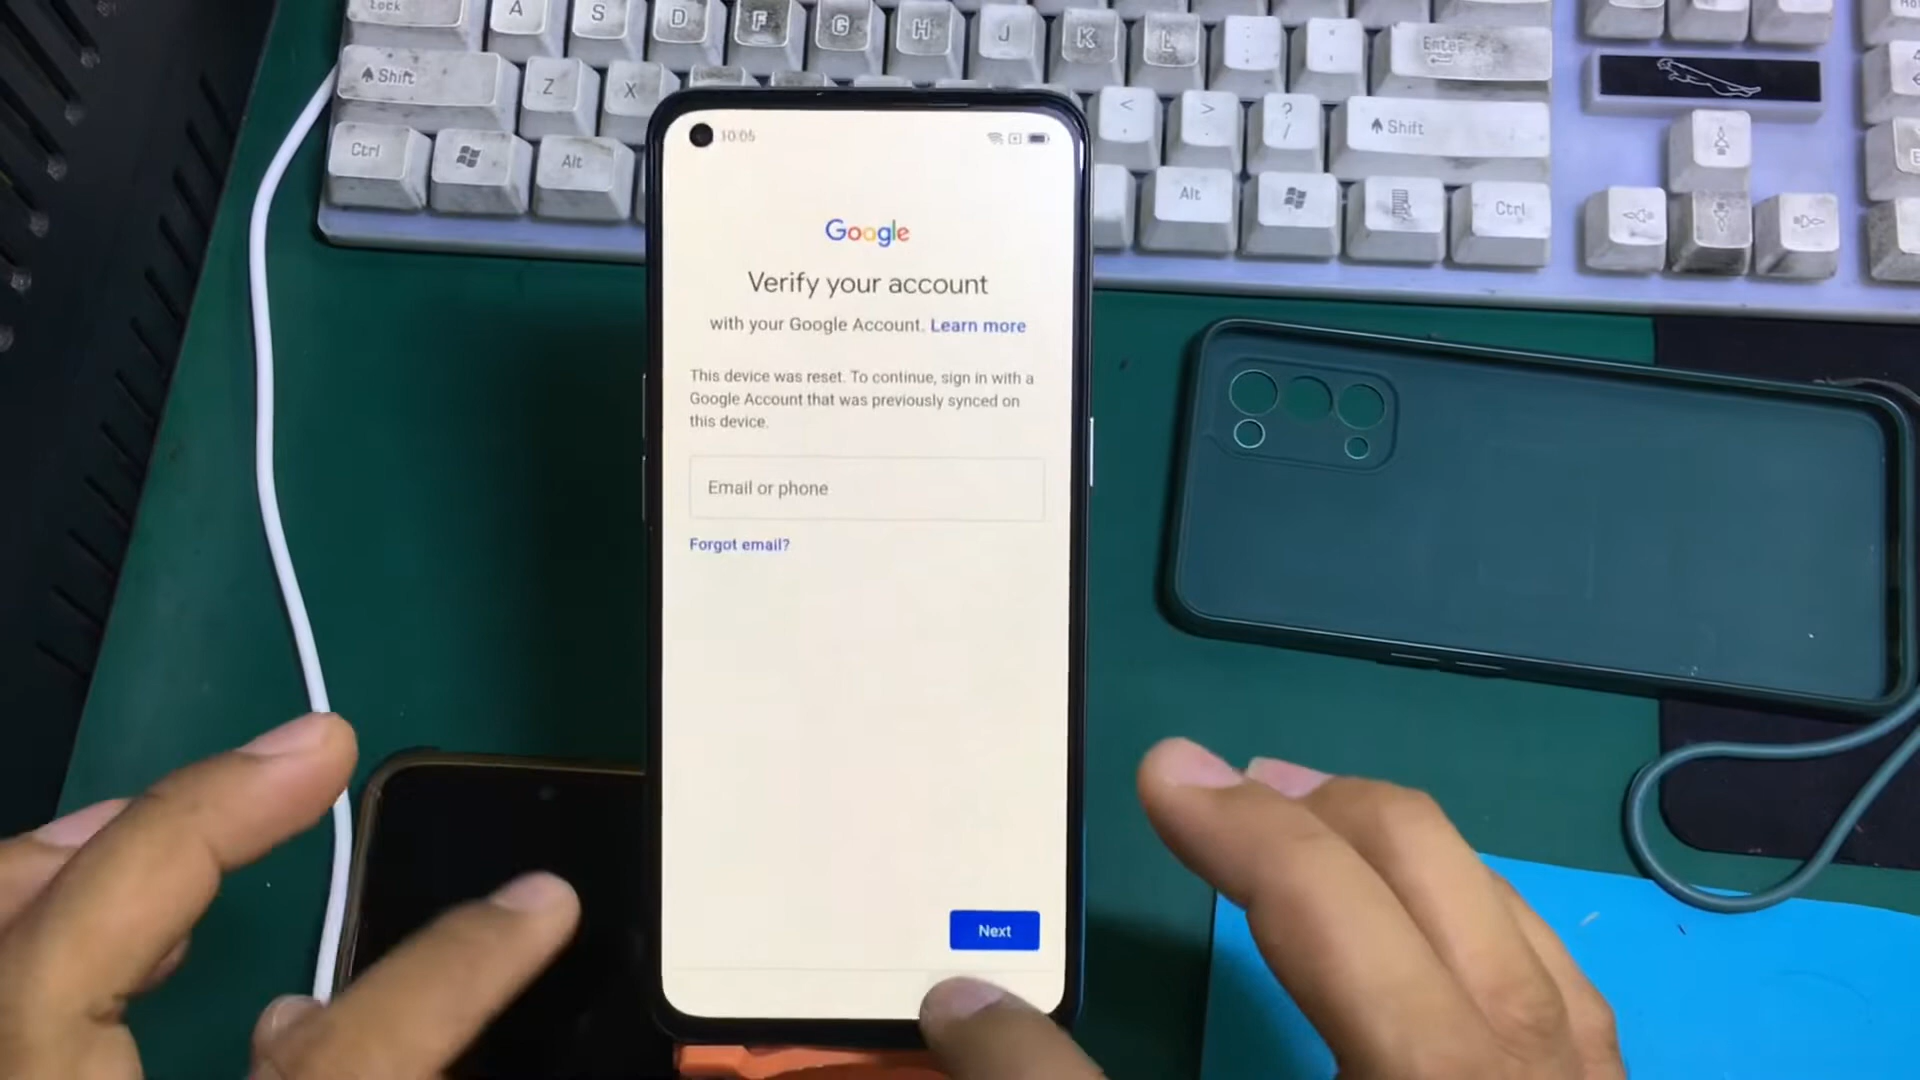 Lock
A S D F G H J K L : ; " ' Enter
Shift
Z X < , > . ? / Shift
Ctrl Alt
Alt Ctrl
10:05
Google
Verify your account
with your Google Account. Learn more
This device was reset. To continue, sign in with a
Google Account that was previously synced on
this device.
Email or phone
Forgot email?
Next